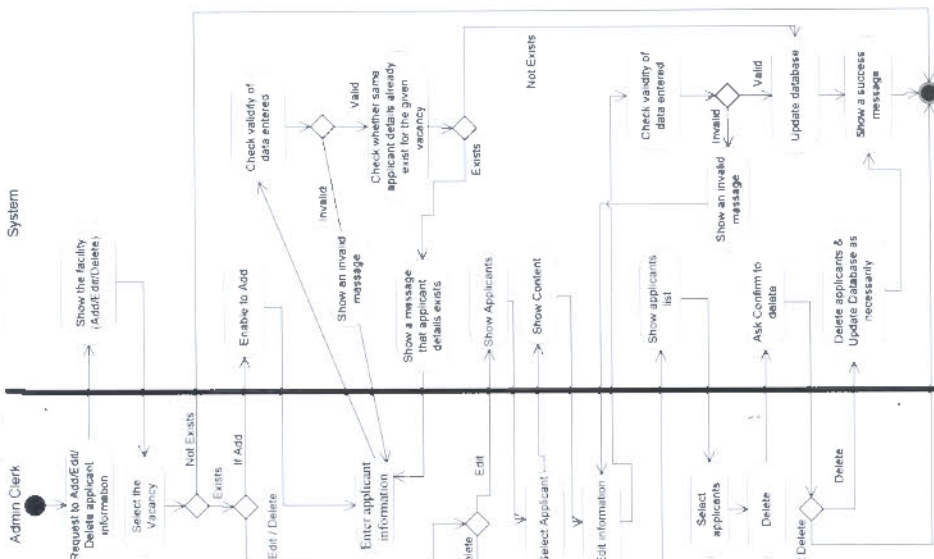 System
Admin Clerk
Request to Add/Edit/
Delete applicant
information
Show the facility
(Add/Edit/Delete)
Select the
Vacancy
Not Exists
Exists
If Add
Enable to Add
Edit / Delete
Enter applicant
information
Check validity of
data entered
Invalid
Valid
Show an invalid
message
Check whether same
applicant details already
exist for the given
vacancy
Exists
Not Exists
Show a message
that applicant
details exists
Edit
Show Applicants
Select Applicant
Show Content
Edit information
Check validity of
data entered
Invalid
Valid
Show an invalid
massage
Update database
Show a success
message
Show applicants
list
Select
applicants
Delete
Ask Confirm to
delete
Delete
Delete
Delete applicants &
Update Database as
necessarily